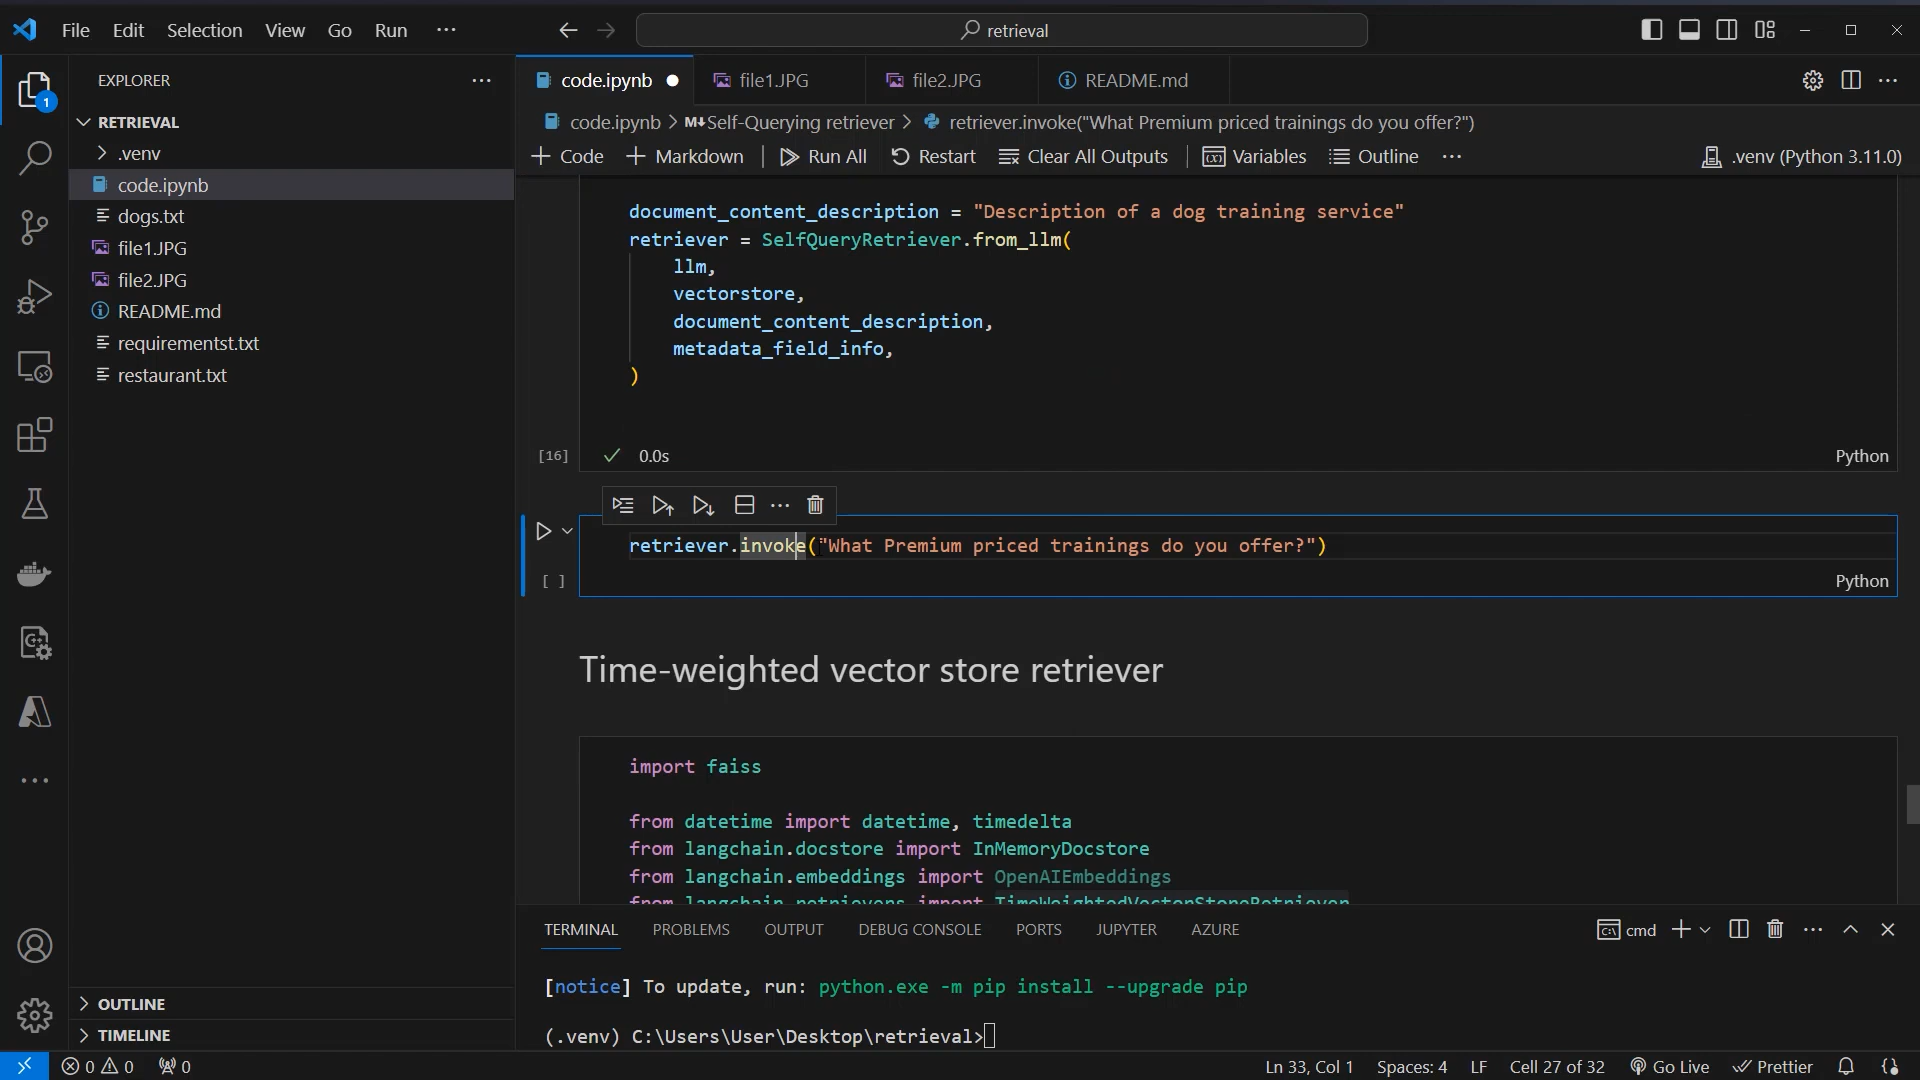 File Edit Selection View Go Run ···
retrieval
EXPLORER ···
code.ipynb
file1.JPG
file2.JPG
README.md
···
RETRIEVAL
.venv
code.ipynb
dogs.txt
file1.JPG
file2.JPG
README.md
requirementst.txt
restaurant.txt
OUTLINE
TIMELINE
1
code.ipynb > M↓Self-Querying retriever > retriever.invoke("What Premium priced trainings do you offer?")
+ Code + Markdown | Run All Restart Clear All Outputs | Variables Outline ··· .venv (Python 3.11.0)
document_content_description = "Description of a dog training service"
retriever = SelfQueryRetriever.from_llm(
llm,
vectorstore,
document_content_description,
metadata_field_info,
)
[16] ✓ 0.0s Python
retriever.invoke("What Premium priced trainings do you offer?")
[ ] Python
Time-weighted vector store retriever
import faiss
from datetime import datetime, timedelta
from langchain.docstore import InMemoryDocstore
from langchain.embeddings import OpenAIEmbeddings
from langchain.retrievers import TimeWeightedVectorStoreRetriever
TERMINAL PROBLEMS OUTPUT DEBUG CONSOLE PORTS JUPYTER AZURE cmd
[notice] To update, run: python.exe -m pip install --upgrade pip
(.venv) C:\Users\User\Desktop\retrieval>
0 0 0 Ln 33, Col 1 Spaces: 4 LF Cell 27 of 32 Go Live Prettier